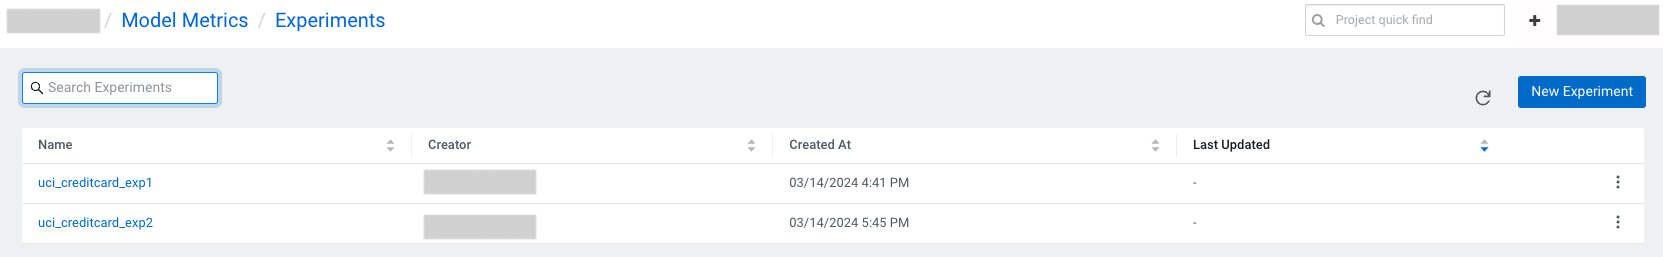 / Model Metrics / Experiments Project quick find
Search Experiments
New Experiment
Name Creator Created At Last Updated
uci_creditcard_exp1 03/14/2024 4:41 PM -
uci_creditcard_exp2 03/14/2024 5:45 PM -